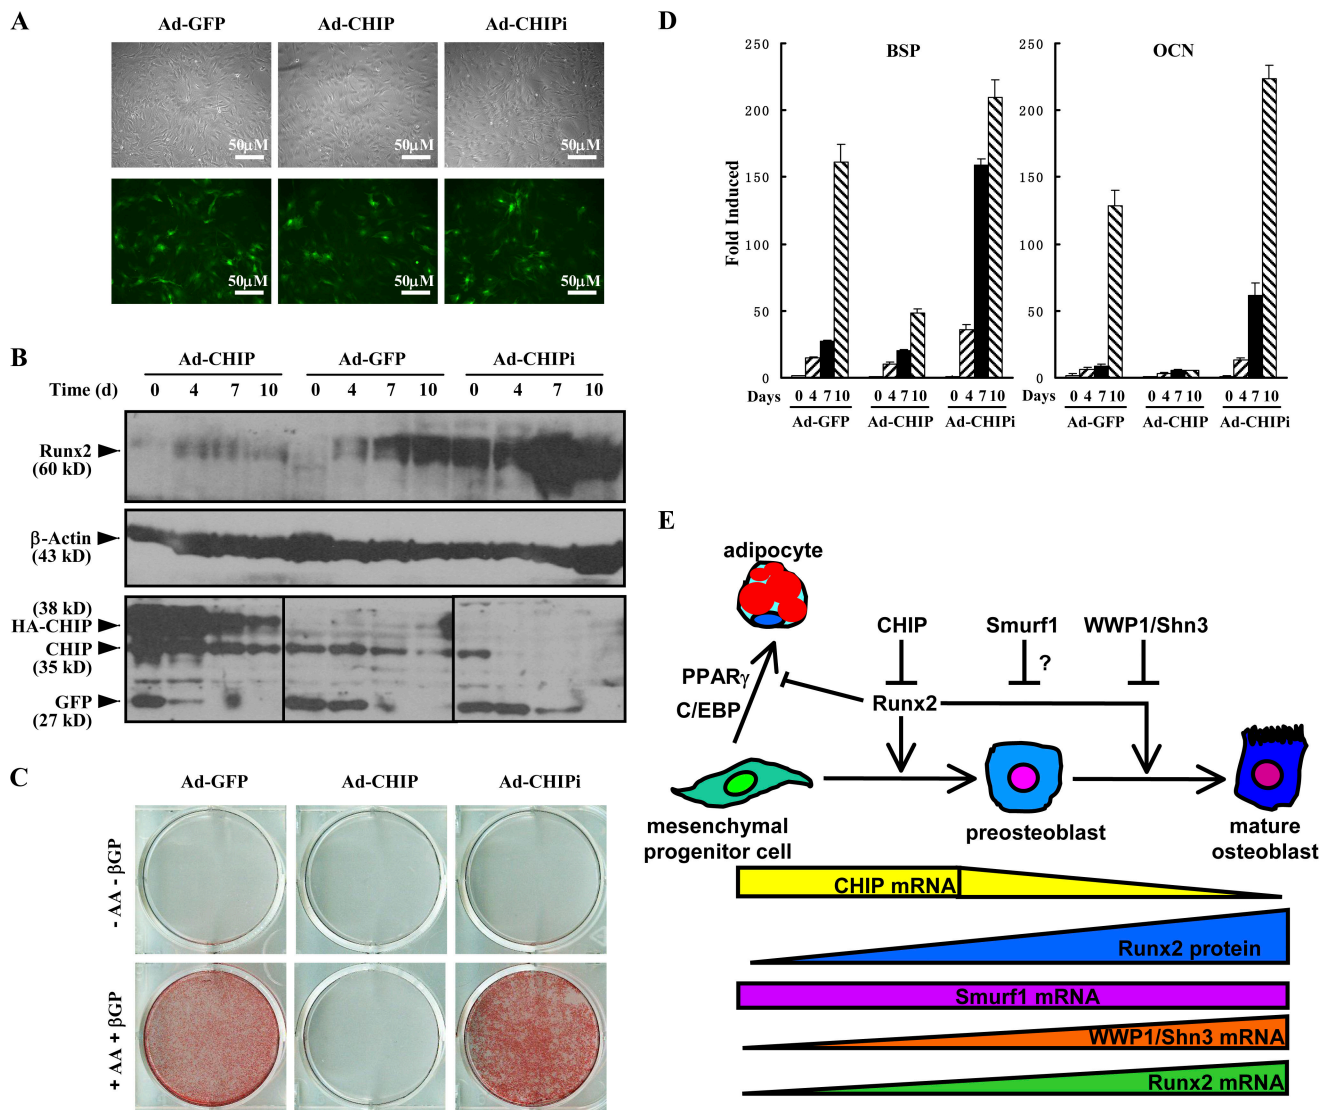 A
Ad-GFP Ad-CHIP Ad-CHIPi
50μM 50μM 50μM
50μM 50μM 50μM
B
Ad-CHIP Ad-GFP Ad-CHIPi
Time (d) 0 4 7 10 0 4 7 10 0 4 7 10
Runx2
(60 kD)
β-Actin
(43 kD)
(38 kD)
HA-CHIP
CHIP
(35 kD)
GFP
(27 kD)
C
Ad-GFP Ad-CHIP Ad-CHIPi
- AA - βGP
+ AA + βGP
D
BSP
OCN
Fold Induced
250
200
150
100
50
0
250
200
150
100
50
0
Days 0 4 7 10 0 4 7 10 0 4 7 10
Ad-GFP Ad-CHIP Ad-CHIPi
Days 0 4 7 10 0 4 7 10 0 4 7 10
Ad-GFP Ad-CHIP Ad-CHIPi
E
adipocyte
CHIP Smurf1 WWP1/Shn3
?
PPARγ
C/EBP
Runx2
mesenchymal
progenitor cell
preosteoblast
mature
osteoblast
CHIP mRNA
Runx2 protein
Smurf1 mRNA
WWP1/Shn3 mRNA
Runx2 mRNA